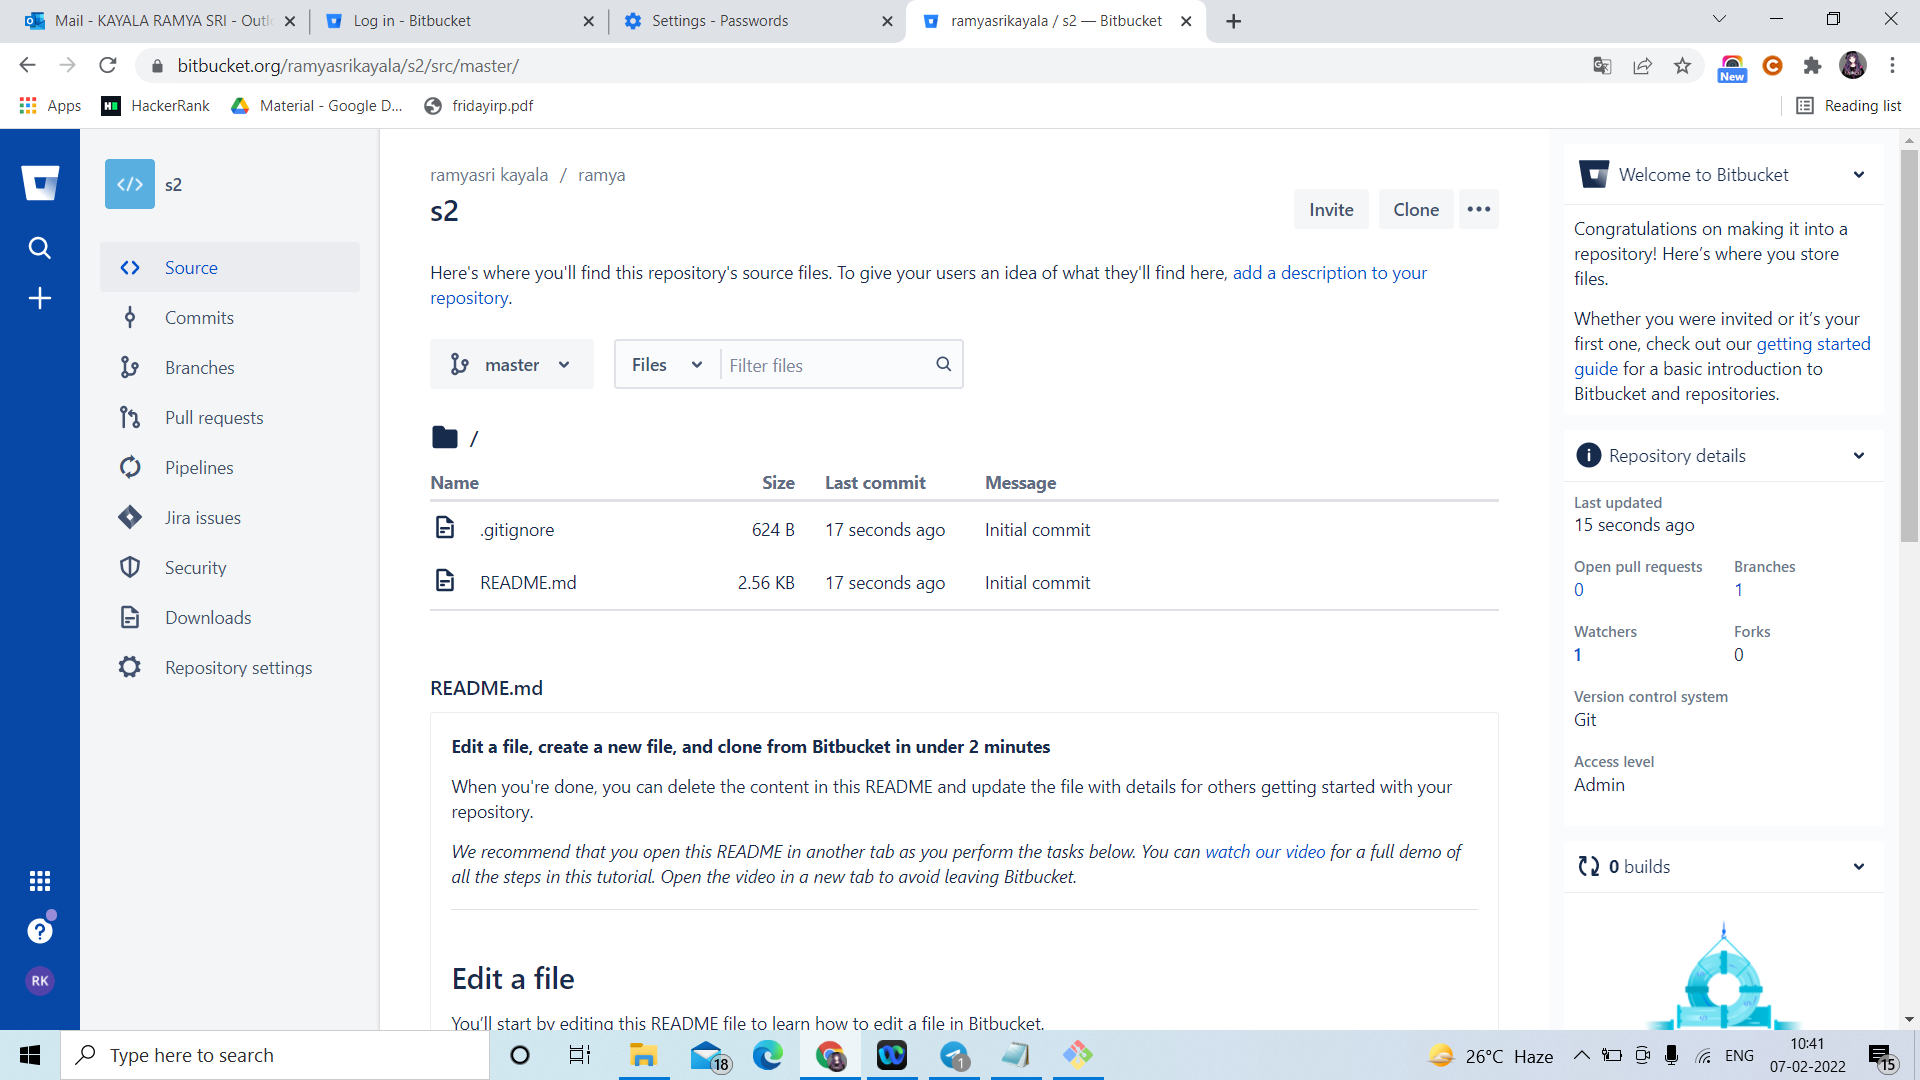 Mail - KAYALA RAMYA SRI - Outl
Log in - Bitbucket
Settings - Passwords
ramyasrikayala / s2 — Bitbucket
bitbucket.org/ramyasrikayala/s2/src/master/
New
Apps
HackerRank
Material - Google D...
fridayirp.pdf
Reading list
s2
Source
Commits
Branches
Pull requests
Pipelines
Jira issues
Security
Downloads
Repository settings
RK
ramyasri kayala / ramya
s2
Invite
Clone
Here's where you'll find this repository's source files. To give your users an idea of what they'll find here, add a description to your
repository.
master
Files
Filter files
/
Name Size Last commit Message
.gitignore 624 B 17 seconds ago Initial commit
README.md 2.56 KB 17 seconds ago Initial commit
README.md
Edit a file, create a new file, and clone from Bitbucket in under 2 minutes
When you're done, you can delete the content in this README and update the file with details for others getting started with your
repository.
We recommend that you open this README in another tab as you perform the tasks below. You can watch our video for a full demo of
all the steps in this tutorial. Open the video in a new tab to avoid leaving Bitbucket.
Edit a file
You'll start by editing this README file to learn how to edit a file in Bitbucket.
Welcome to Bitbucket
Congratulations on making it into a
repository! Here’s where you store
files.
Whether you were invited or it’s your
first one, check out our getting started
guide for a basic introduction to
Bitbucket and repositories.
Repository details
Last updated
15 seconds ago
Open pull requests Branches
0 1
Watchers Forks
1 0
Version control system
Git
Access level
Admin
0 builds
Type here to search
18
1
26°C Haze
ENG
10:41
07-02-2022
15